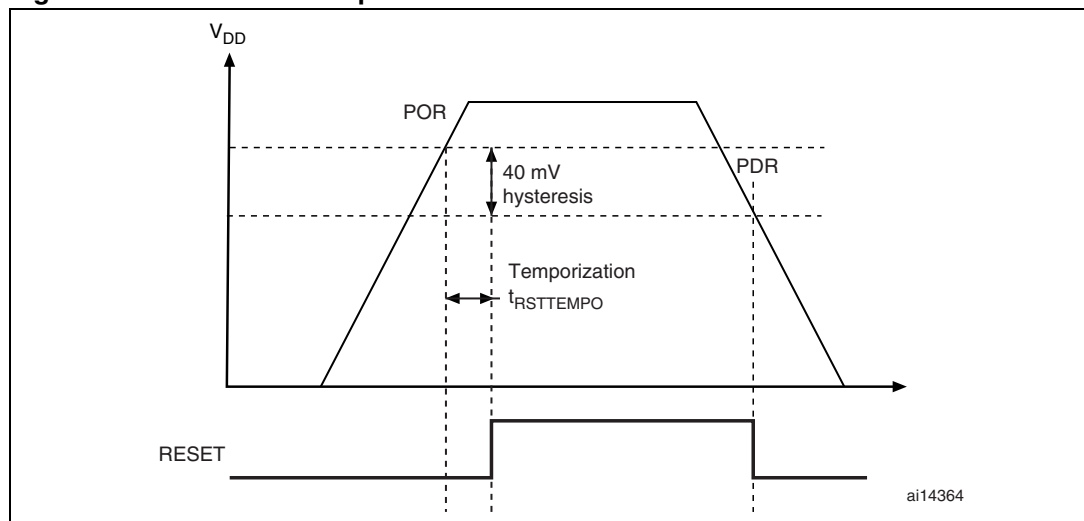 V_DD
POR
PDR
40 mV
hysteresis
Temporization
t_RSTTEMPO
RESET
ai14364